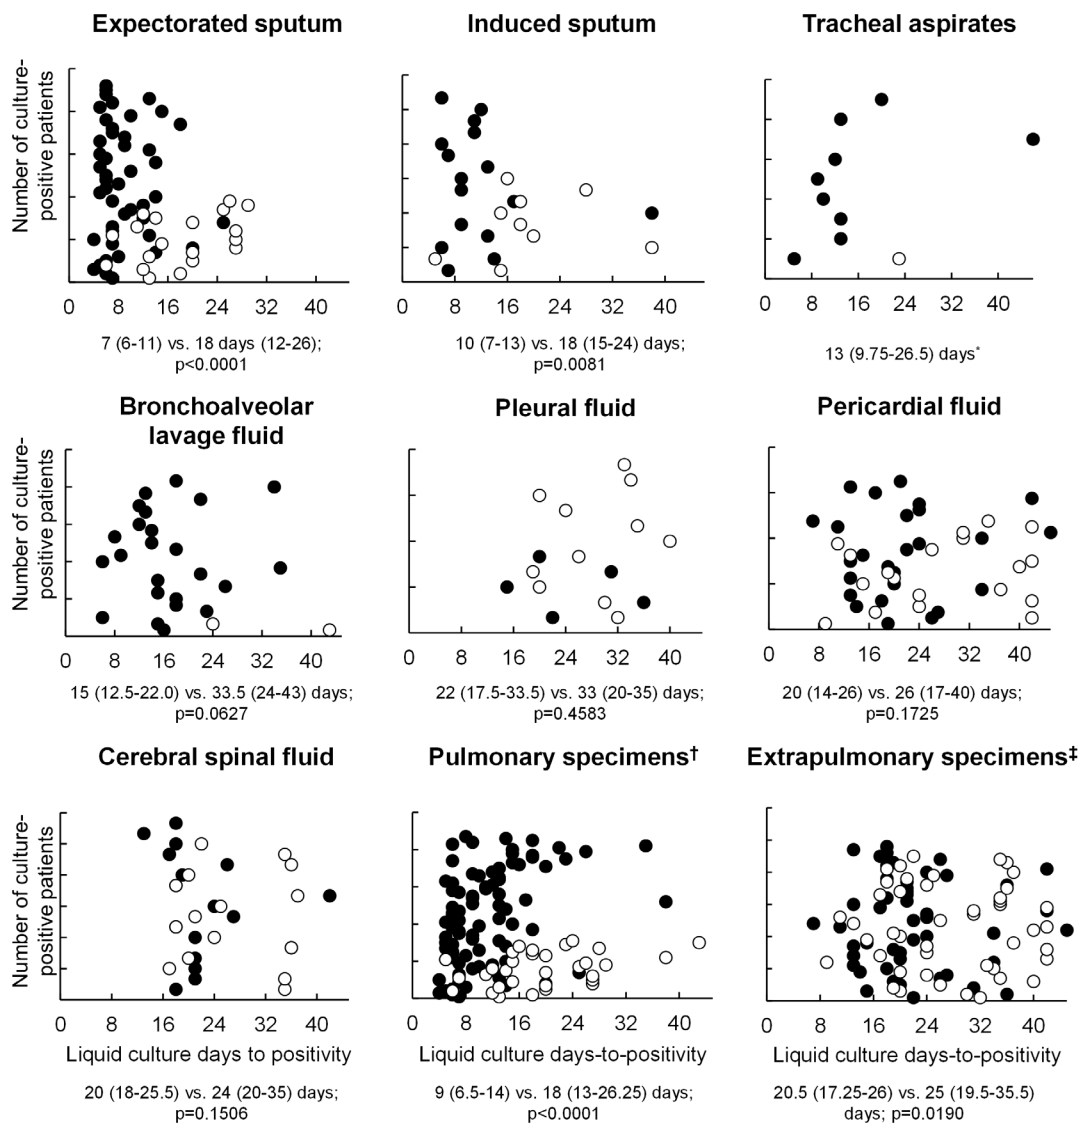 Expectorated sputum
Induced sputum
Tracheal aspirates
Number of culture-
positive patients
0 8 16 24 32 40
0 8 16 24 32 40
0 8 16 24 32 40
7 (6-11) vs. 18 days (12-26);
p<0.0001
10 (7-13) vs. 18 (15-24) days;
p=0.0081
13 (9.75-26.5) days*
Bronchoalveolar
lavage fluid
Pleural fluid
Pericardial fluid
Number of culture-
positive patients
0 8 16 24 32 40
0 8 16 24 32 40
0 8 16 24 32 40
15 (12.5-22.0) vs. 33.5 (24-43) days;
p=0.0627
22 (17.5-33.5) vs. 33 (20-35) days;
p=0.4583
20 (14-26) vs. 26 (17-40) days;
p=0.1725
Cerebral spinal fluid
Pulmonary specimens†
Extrapulmonary specimens‡
Number of culture-
positive patients
0 8 16 24 32 40
0 8 16 24 32 40
0 8 16 24 32 40
Liquid culture days to positivity
Liquid culture days-to-positivity
Liquid culture days-to-positivity
20 (18-25.5) vs. 24 (20-35) days;
p=0.1506
9 (6.5-14) vs. 18 (13-26.25) days;
p<0.0001
20.5 (17.25-26) vs. 25 (19.5-35.5)
days; p=0.0190